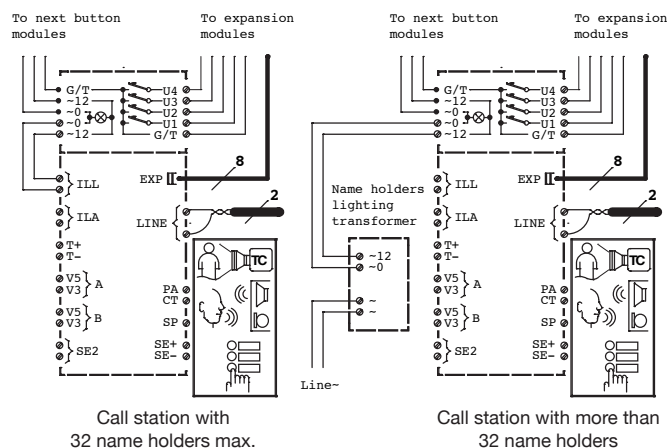 To next button
modules
To expansion
modules
G/T
~12
~0
~0
~12
U4
U3
U2
U1
G/T
EXP
8
ILL
2
ILA
LINE
T+
T−
TC
V5
V3
A
PA
CT
V5
V3
B
SP
SE2
SE+
SE−
Call station with
32 name holders max.
To next button
modules
To expansion
modules
G/T
~12
~0
~0
~12
U4
U3
U2
U1
G/T
EXP
8
Name holders
lighting
transformer
ILL
2
ILA
LINE
~12
~0
T+
T−
TC
V5
V3
A
PA
CT
~
~
V5
V3
B
SP
SE2
SE+
SE−
Line~
Call station with more than
32 name holders